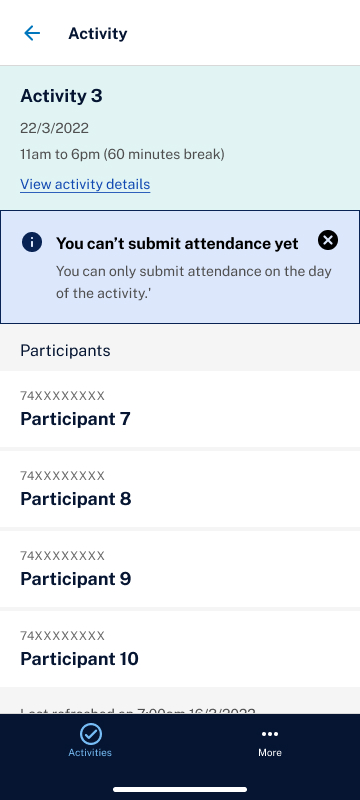 Activity
Activity 3
22/3/2022
11am to 6pm (60 minutes break)
View activity details
You can’t submit attendance yet
You can only submit attendance on the day
of the activity.'
Participants
74XXXXXXXX
Participant 7
74XXXXXXXX
Participant 8
74XXXXXXXX
Participant 9
74XXXXXXXX
Participant 10
Last refreshed on 7:00am 16/3/2022
Activities
More